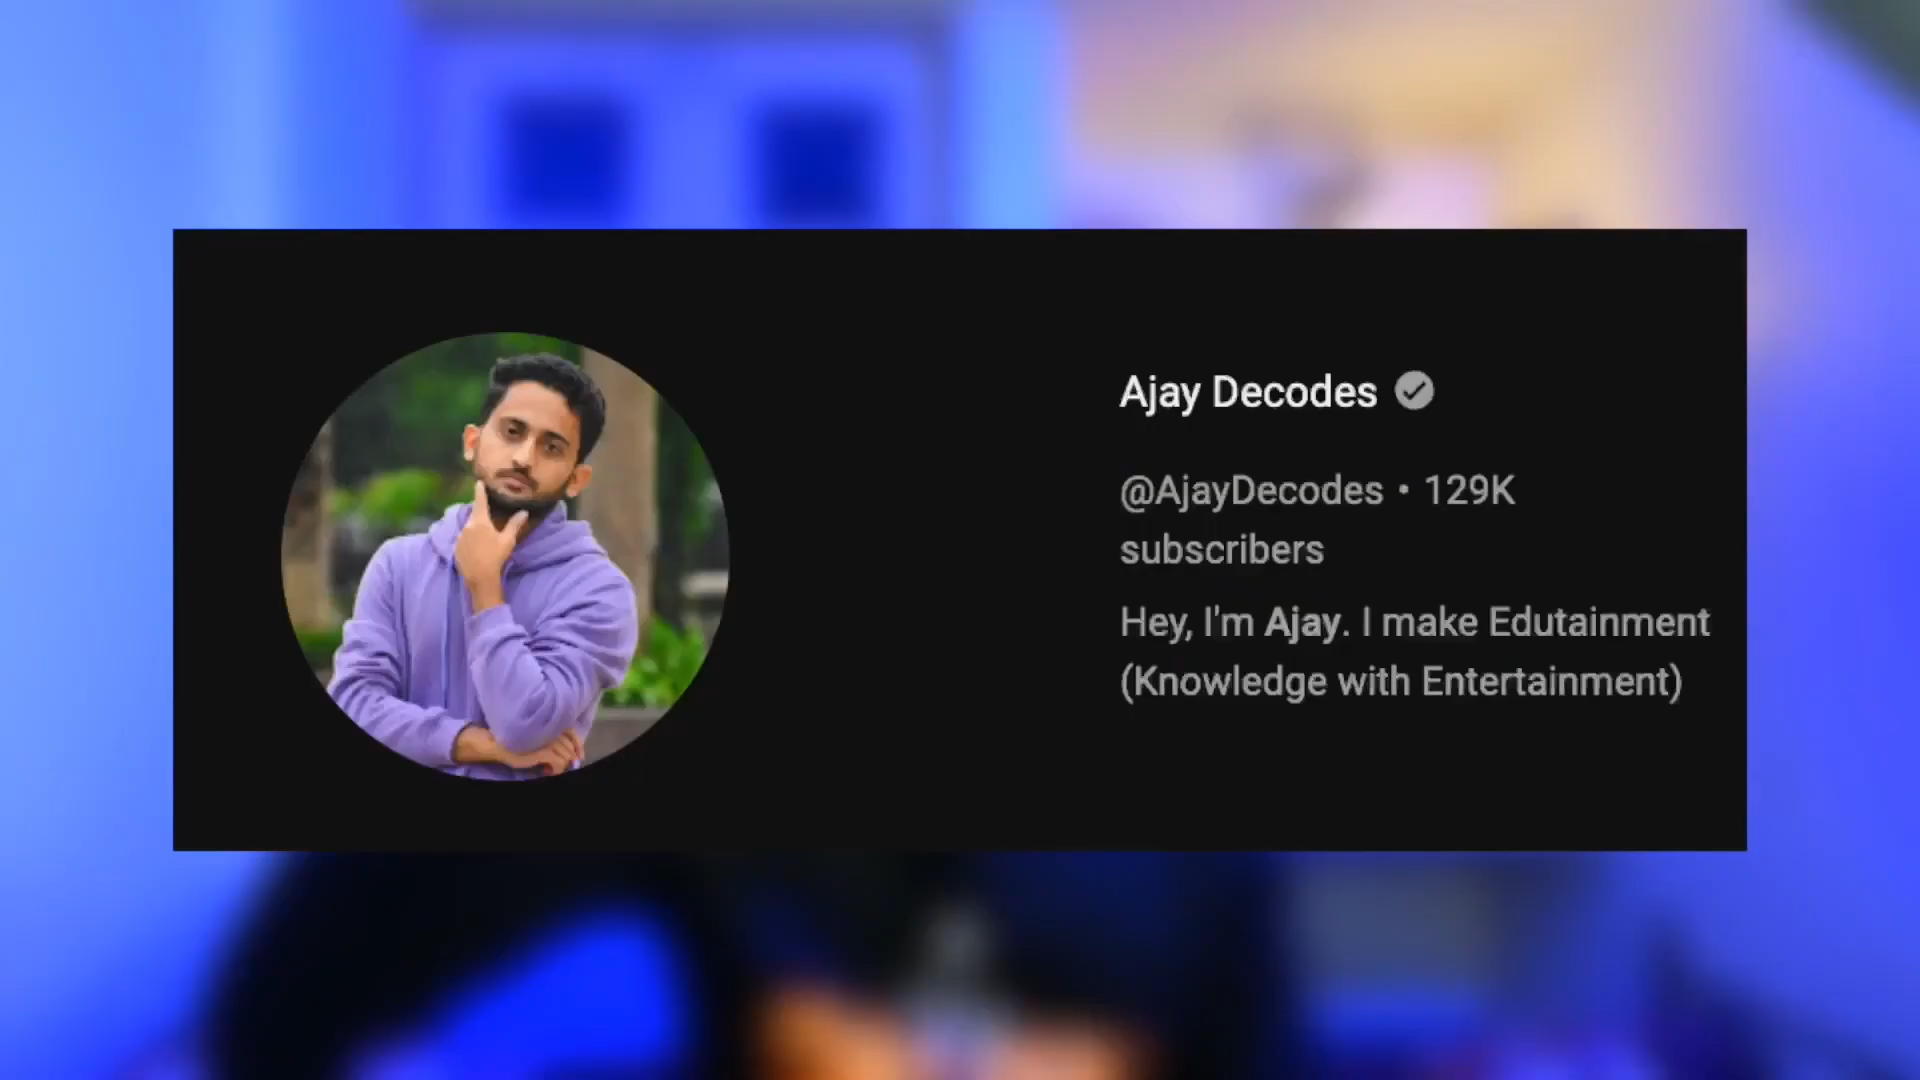 Ajay Decodes
@AjayDecodes • 129K
subscribers
Hey, I'm Ajay. I make Edutainment
(Knowledge with Entertainment)